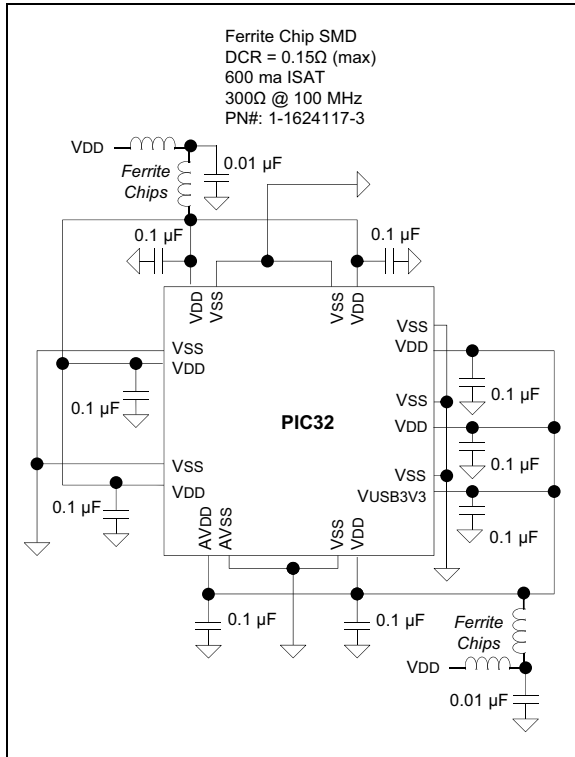 Ferrite Chip SMD
DCR = 0.15Ω (max)
600 ma ISAT
300Ω @ 100 MHz
PN#: 1-1624117-3
VDD
0.01 µF
Ferrite
Chips
0.1 µF
0.1 µF
VDD
VSS
VSS
VDD
VSS
VDD
0.1 µF
VSS
VDD
0.1 µF
PIC32
VSS
VDD
0.1 µF
VSS
VDD
0.1 µF
VSS
VUSB3V3
0.1 µF
AVDD
AVSS
VSS
VDD
0.1 µF
0.1 µF
Ferrite
Chips
VDD
0.01 µF